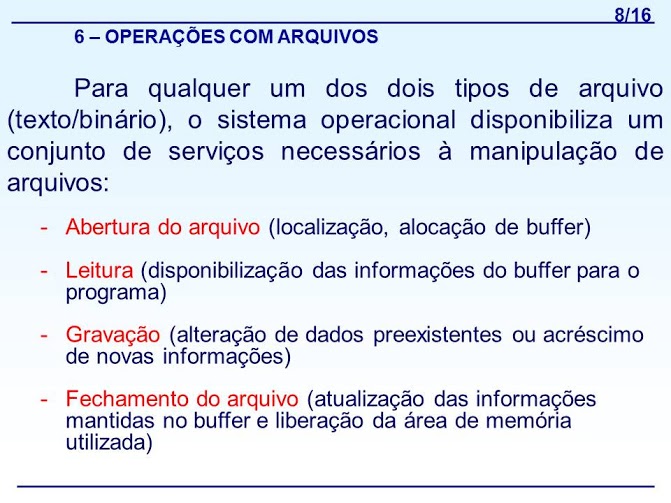 8/16
6 – OPERAÇÕES COM ARQUIVOS
Para qualquer um dos dois tipos de arquivo
(texto/binário), o sistema operacional disponibiliza um
conjunto de serviços necessários à manipulação de
arquivos:
- Abertura do arquivo (localização, alocação de buffer)
- Leitura (disponibilização das informações do buffer para o
programa)
- Gravação (alteração de dados preexistentes ou acréscimo
de novas informações)
- Fechamento do arquivo (atualização das informações
mantidas no buffer e liberação da área de memória
utilizada)